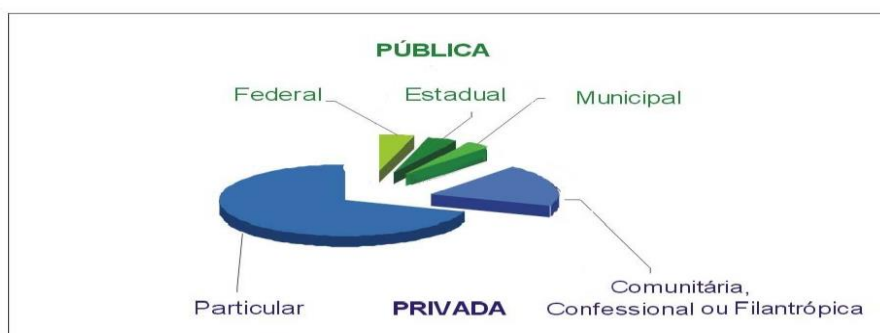 PÚBLICA
Federal
Estadual
Municipal
Particular
PRIVADA
Comunitária,
Confessional ou Filantrópica